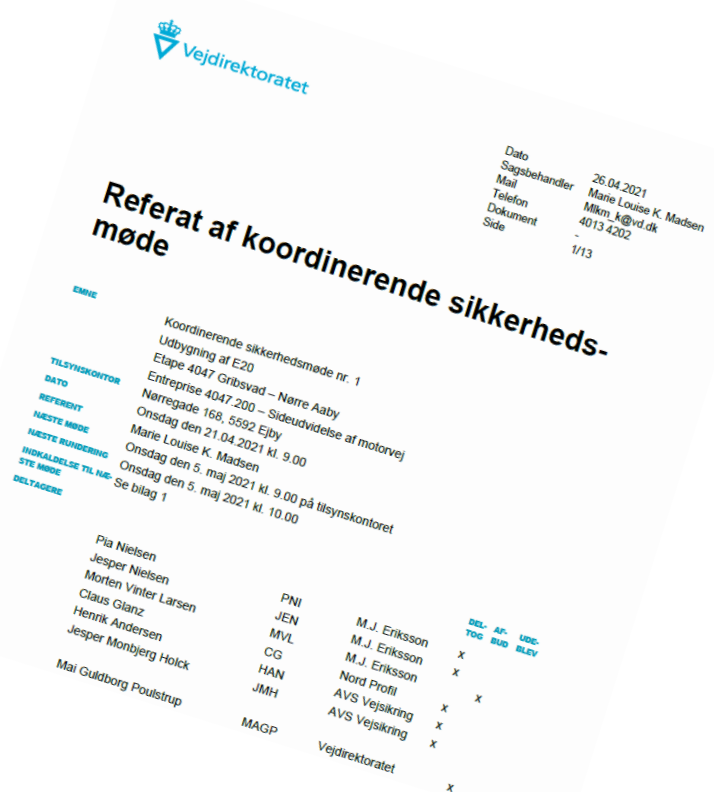 Vejdirektoratet
Dato 26.04.2021
Sagsbehandler Marie Louise K. Madsen
Mail Mlkm_k@vd.dk
Telefon 4013 4202
Dokument -
Side 1/13
Referat af koordinerende sikkerheds-
møde
EMNE Koordinerende sikkerhedsmøde nr. 1
Udbygning af E20
Etape 4047 Gribsvad – Nørre Aaby
Entreprise 4047.200 – Sideudvidelse af motorvej
TILSYNSKONTOR Nørregade 168, 5592 Ejby
DATO Onsdag den 21.04.2021 kl. 9.00
REFERENT Marie Louise K. Madsen
NÆSTE MØDE Onsdag den 5. maj 2021 kl. 9.00 på tilsynskontoret
NÆSTE RUNDERING Onsdag den 5. maj 2021 kl. 10.00
INDKALDELSE TIL NÆ- Se bilag 1
STE MØDE
DELTAGERE
DEL- AF- UDE-
TOG BUD BLEV
Pia Nielsen PNI M.J. Eriksson x
Jesper Nielsen JEN M.J. Eriksson x
Morten Vinter Larsen MVL M.J. Eriksson x
Claus Glanz CG Nord Profil x
Henrik Andersen HAN AVS Vejsikring x
Jesper Monbjerg Holck JMH AVS Vejsikring x
Mai Guldborg Poulstrup MAGP Vejdirektoratet x